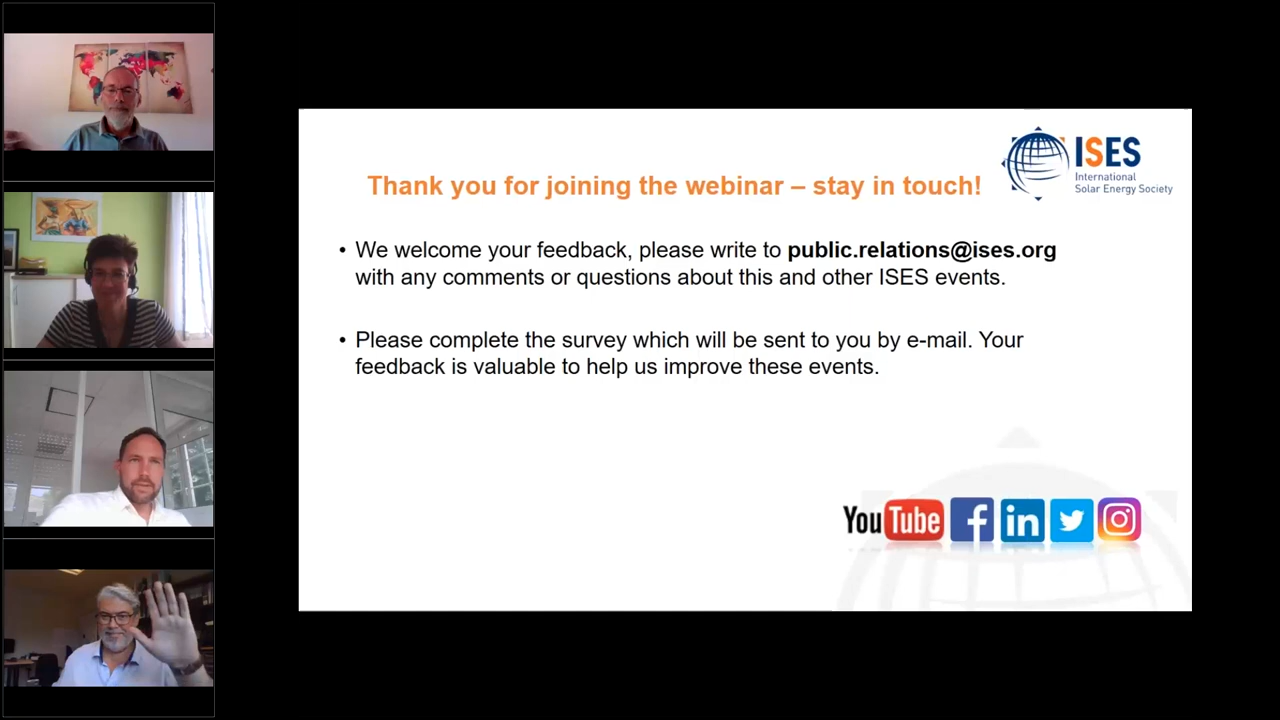 ISES
International
Solar Energy Society
Thank you for joining the webinar – stay in touch!
• We welcome your feedback, please write to public.relations@ises.org
with any comments or questions about this and other ISES events.
• Please complete the survey which will be sent to you by e-mail. Your
feedback is valuable to help us improve these events.
YouTube
f
in